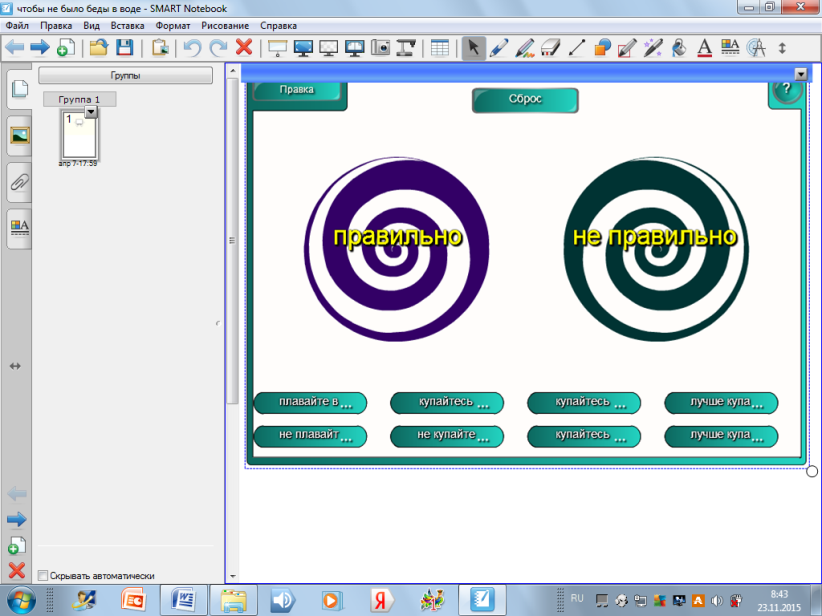 чтобы не было беды в воде - SMART Notebook
Файл Правка Вид Вставка Формат Рисование Справка
Группы
Группа 1
1
апр 7-17:59
Правка
Сброс
?
правильно
не правильно
плавайте в ...
купайтесь ...
купайтесь ...
лучше купа ...
не плавайт ...
не купайте ...
купайтесь ...
лучше купа ...
Скрывать автоматически
RU
8:43
23.11.2015